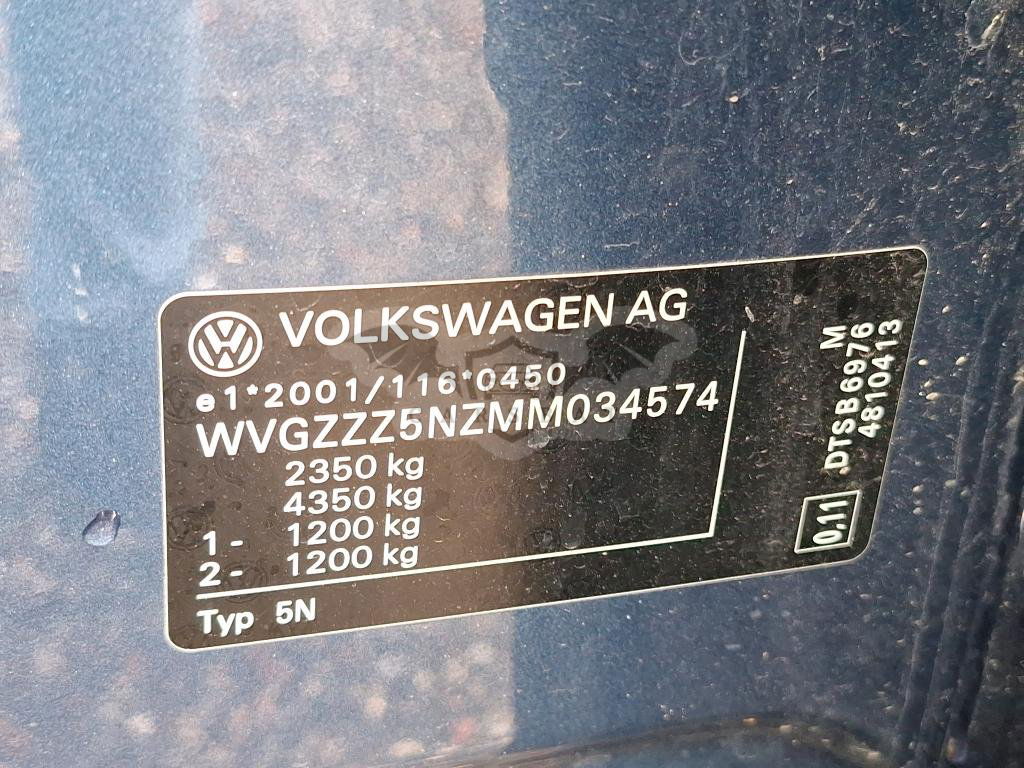 VOLKSWAGEN AG
e1*2001/116*0450
WVGZZZ5NZMM034574
2350 kg
4350 kg
1- 1200 kg
2- 1200 kg
Typ 5N
0,11
DTSB6976 M
4810413